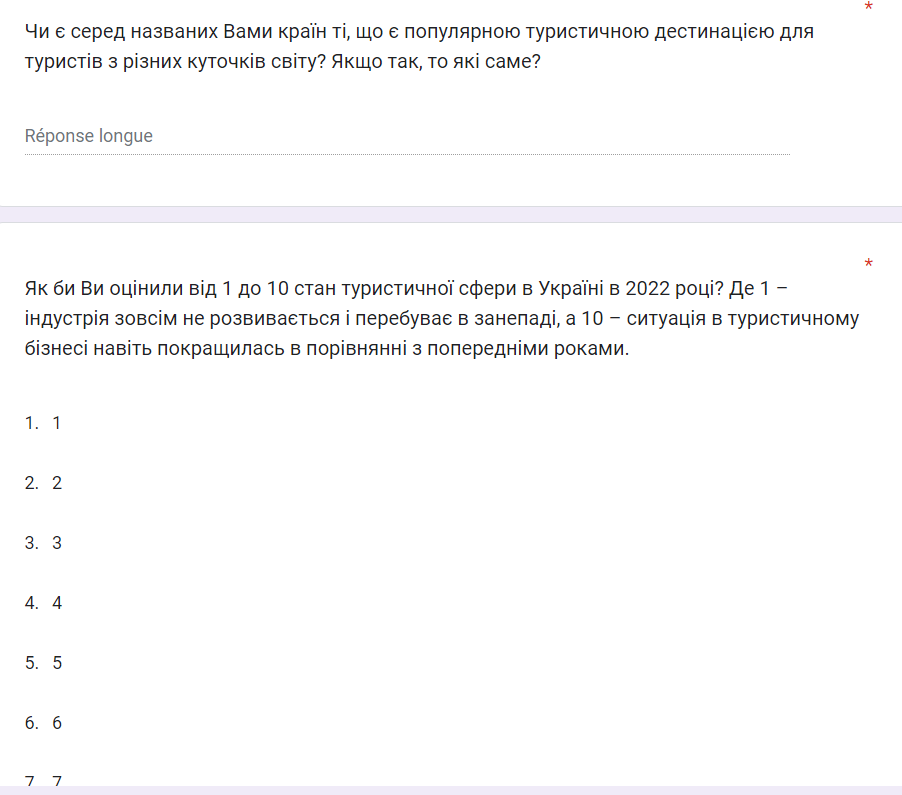 *
Чи є серед названих Вами країн ті, що є популярною туристичною дестинацією для
туристів з різних куточків світу? Якщо так, то які саме?
Réponse longue
*
Як би Ви оцінили від 1 до 10 стан туристичної сфери в Україні в 2022 році? Де 1 –
індустрія зовсім не розвивається і перебуває в занепаді, а 10 – ситуація в туристичному
бізнесі навіть покращилась в порівнянні з попередніми роками.
1. 1
2. 2
3. 3
4. 4
5. 5
6. 6
7. 7